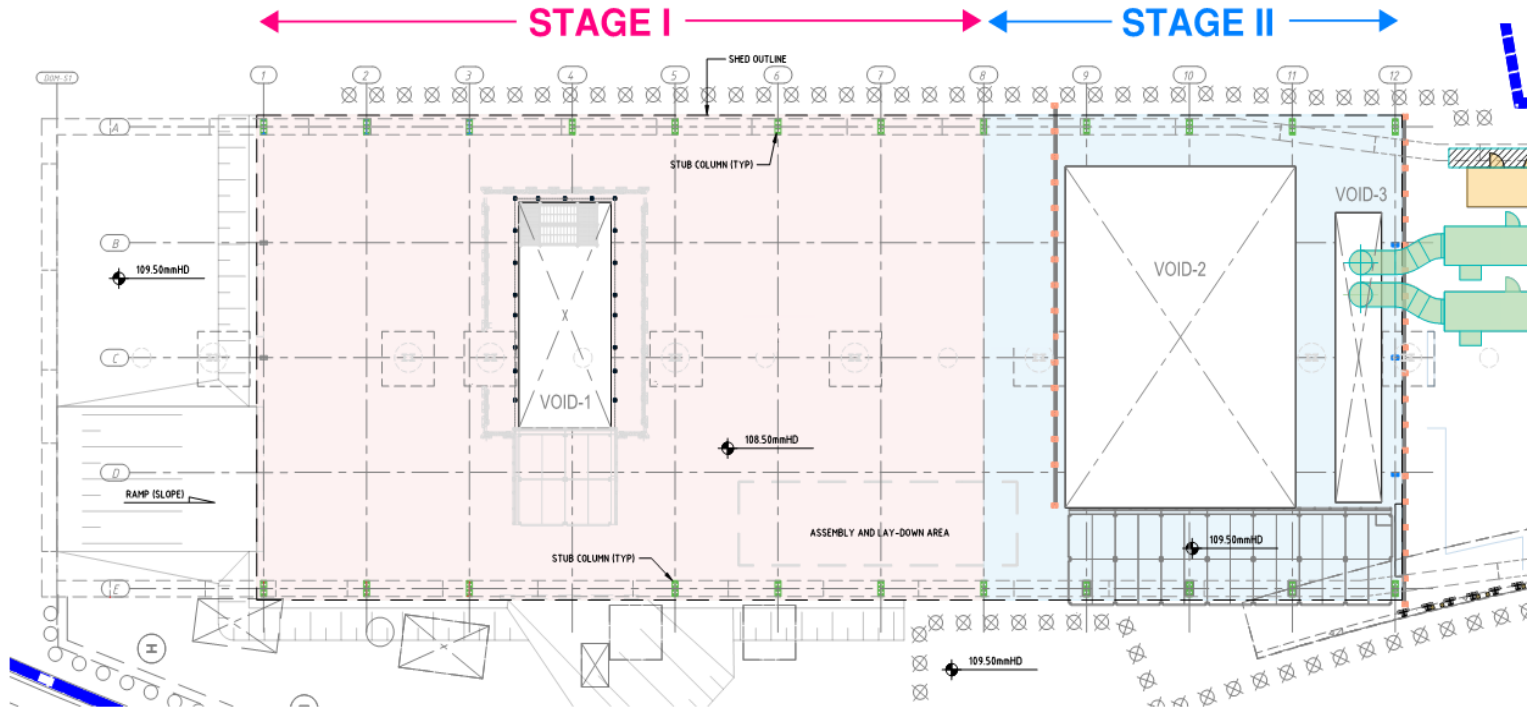 STAGE I
STAGE II
SHED OUTLINE
DOM-S1
1
2
3
4
5
6
7
8
9
10
11
12
A
STUB COLUMN (TYP)
VOID-3
B
109.50mmHD
VOID-2
C
VOID-1
108.50mmHD
D
RAMP (SLOPE)
ASSEMBLY AND LAY-DOWN AREA
109.50mmHD
STUB COLUMN (TYP)
E
H
109.50mmHD